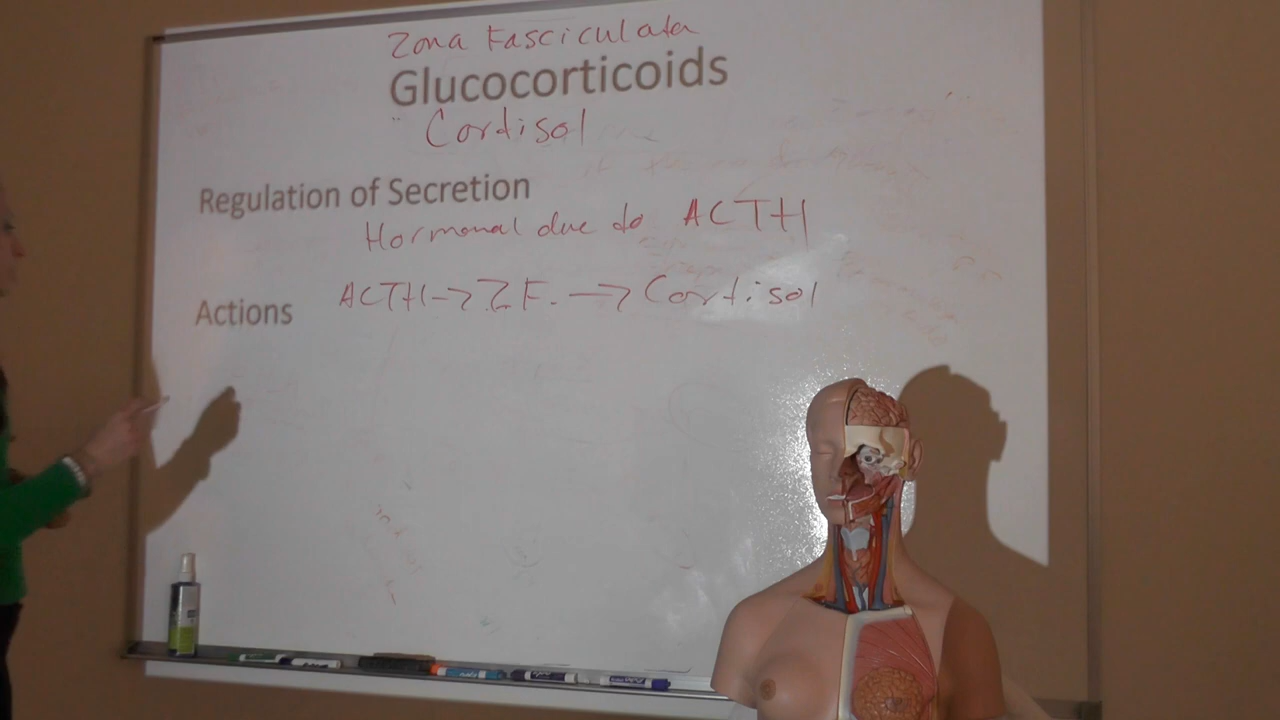 Zona Fasciculata
Glucocorticoids
Cortisol
Regulation of Secretion
Hormonal due to ACTH
ACTH→Z.F. → Cortisol
Actions